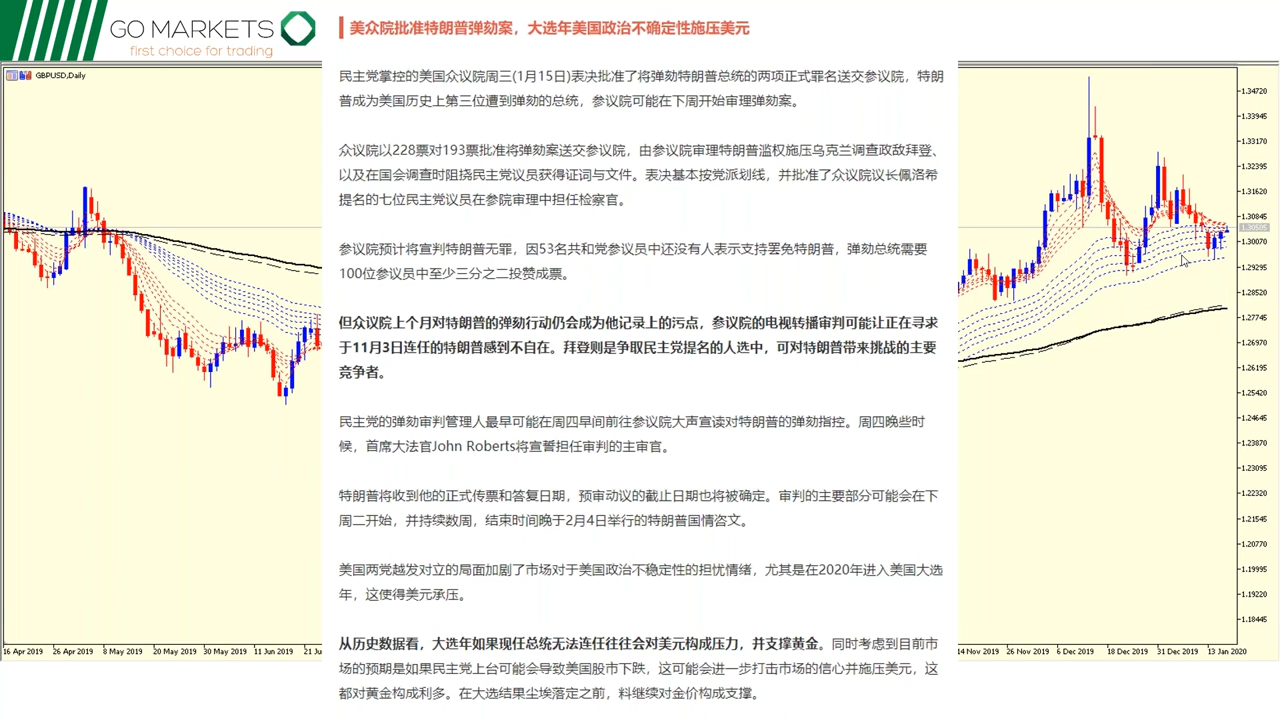 GO MARKETS
first choice for trading
GBPUSD,Daily
美众院批准特朗普弹劾案，大选年美国政治不确定性施压美元
民主党掌控的美国众议院周三(1月15日)表决批准了将弹劾特朗普总统的两项正式罪名送交参议院，特朗
普成为美国历史上第三位遭到弹劾的总统，参议院可能在下周开始审理弹劾案。
众议院以228票对193票批准将弹劾案送交参议院，由参议院审理特朗普滥权施压乌克兰调查政敌拜登、
以及在国会调查时阻挠民主党议员获得证词与文件。表决基本按党派划线，并批准了众议院议长佩洛希
提名的七位民主党议员在参院审理中担任检察官。
参议院预计将宣判特朗普无罪，因53名共和党参议员中还没有人表示支持罢免特朗普，弹劾总统需要
100位参议员中至少三分之二投赞成票。
但众议院上个月对特朗普的弹劾行动仍会成为他记录上的污点，参议院的电视转播审判可能让正在寻求
于11月3日连任的特朗普感到不自在。拜登则是争取民主党提名的人选中，可对特朗普带来挑战的主要
竞争者。
民主党的弹劾审判管理人最早可能在周四早间前往参议院大声宣读对特朗普的弹劾指控。周四晚些时
候，首席大法官John Roberts将宣誓担任审判的主审官。
特朗普将收到他的正式传票和答复日期，预审动议的截止日期也将被确定。审判的主要部分可能会在下
周二开始，并持续数周，结束时间晚于2月4日举行的特朗普国情咨文。
美国两党越发对立的局面加剧了市场对于美国政治不稳定性的担忧情绪，尤其是在2020年进入美国大选
年，这使得美元承压。
从历史数据看，大选年如果现任总统无法连任往往会对美元构成压力，并支撑黄金。同时考虑到目前市
场的预期是如果民主党上台可能会导致美国股市下跌，这可能会进一步打击市场的信心并施压美元，这
都对黄金构成利多。在大选结果尘埃落定之前，料继续对金价构成支撑。
1.34720
1.33945
1.33170
1.32395
1.31620
1.30845
1.30505
1.30070
1.29295
1.28520
1.27745
1.26970
1.26195
1.25420
1.24645
1.23870
1.23095
1.22320
1.21545
1.20770
1.19995
1.19220
1.18445
16 Apr 2019 26 Apr 2019 8 May 2019 20 May 2019 30 May 2019 11 Jun 2019 21 Ju
14 Nov 2019 26 Nov 2019 6 Dec 2019 18 Dec 2019 31 Dec 2019 13 Jan 2020